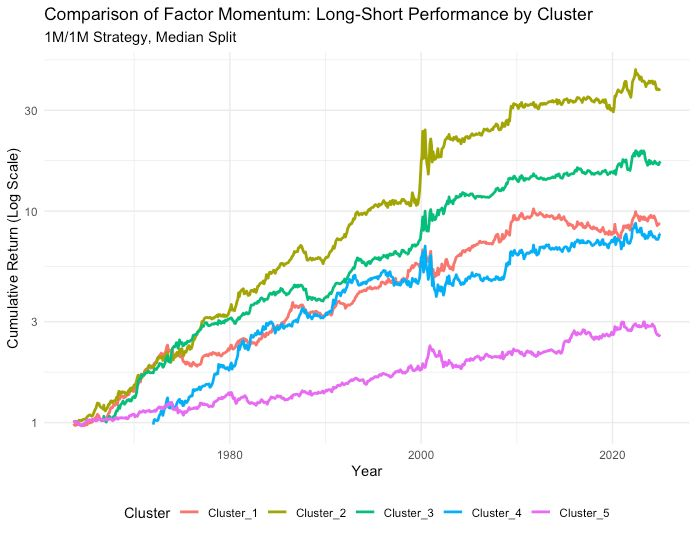 Comparison of Factor Momentum: Long-Short Performance by Cluster
1M/1M Strategy, Median Split
Cumulative Return (Log Scale)
30
10
3
1
1980
2000
2020
Year
Cluster
Cluster_1
Cluster_2
Cluster_3
Cluster_4
Cluster_5